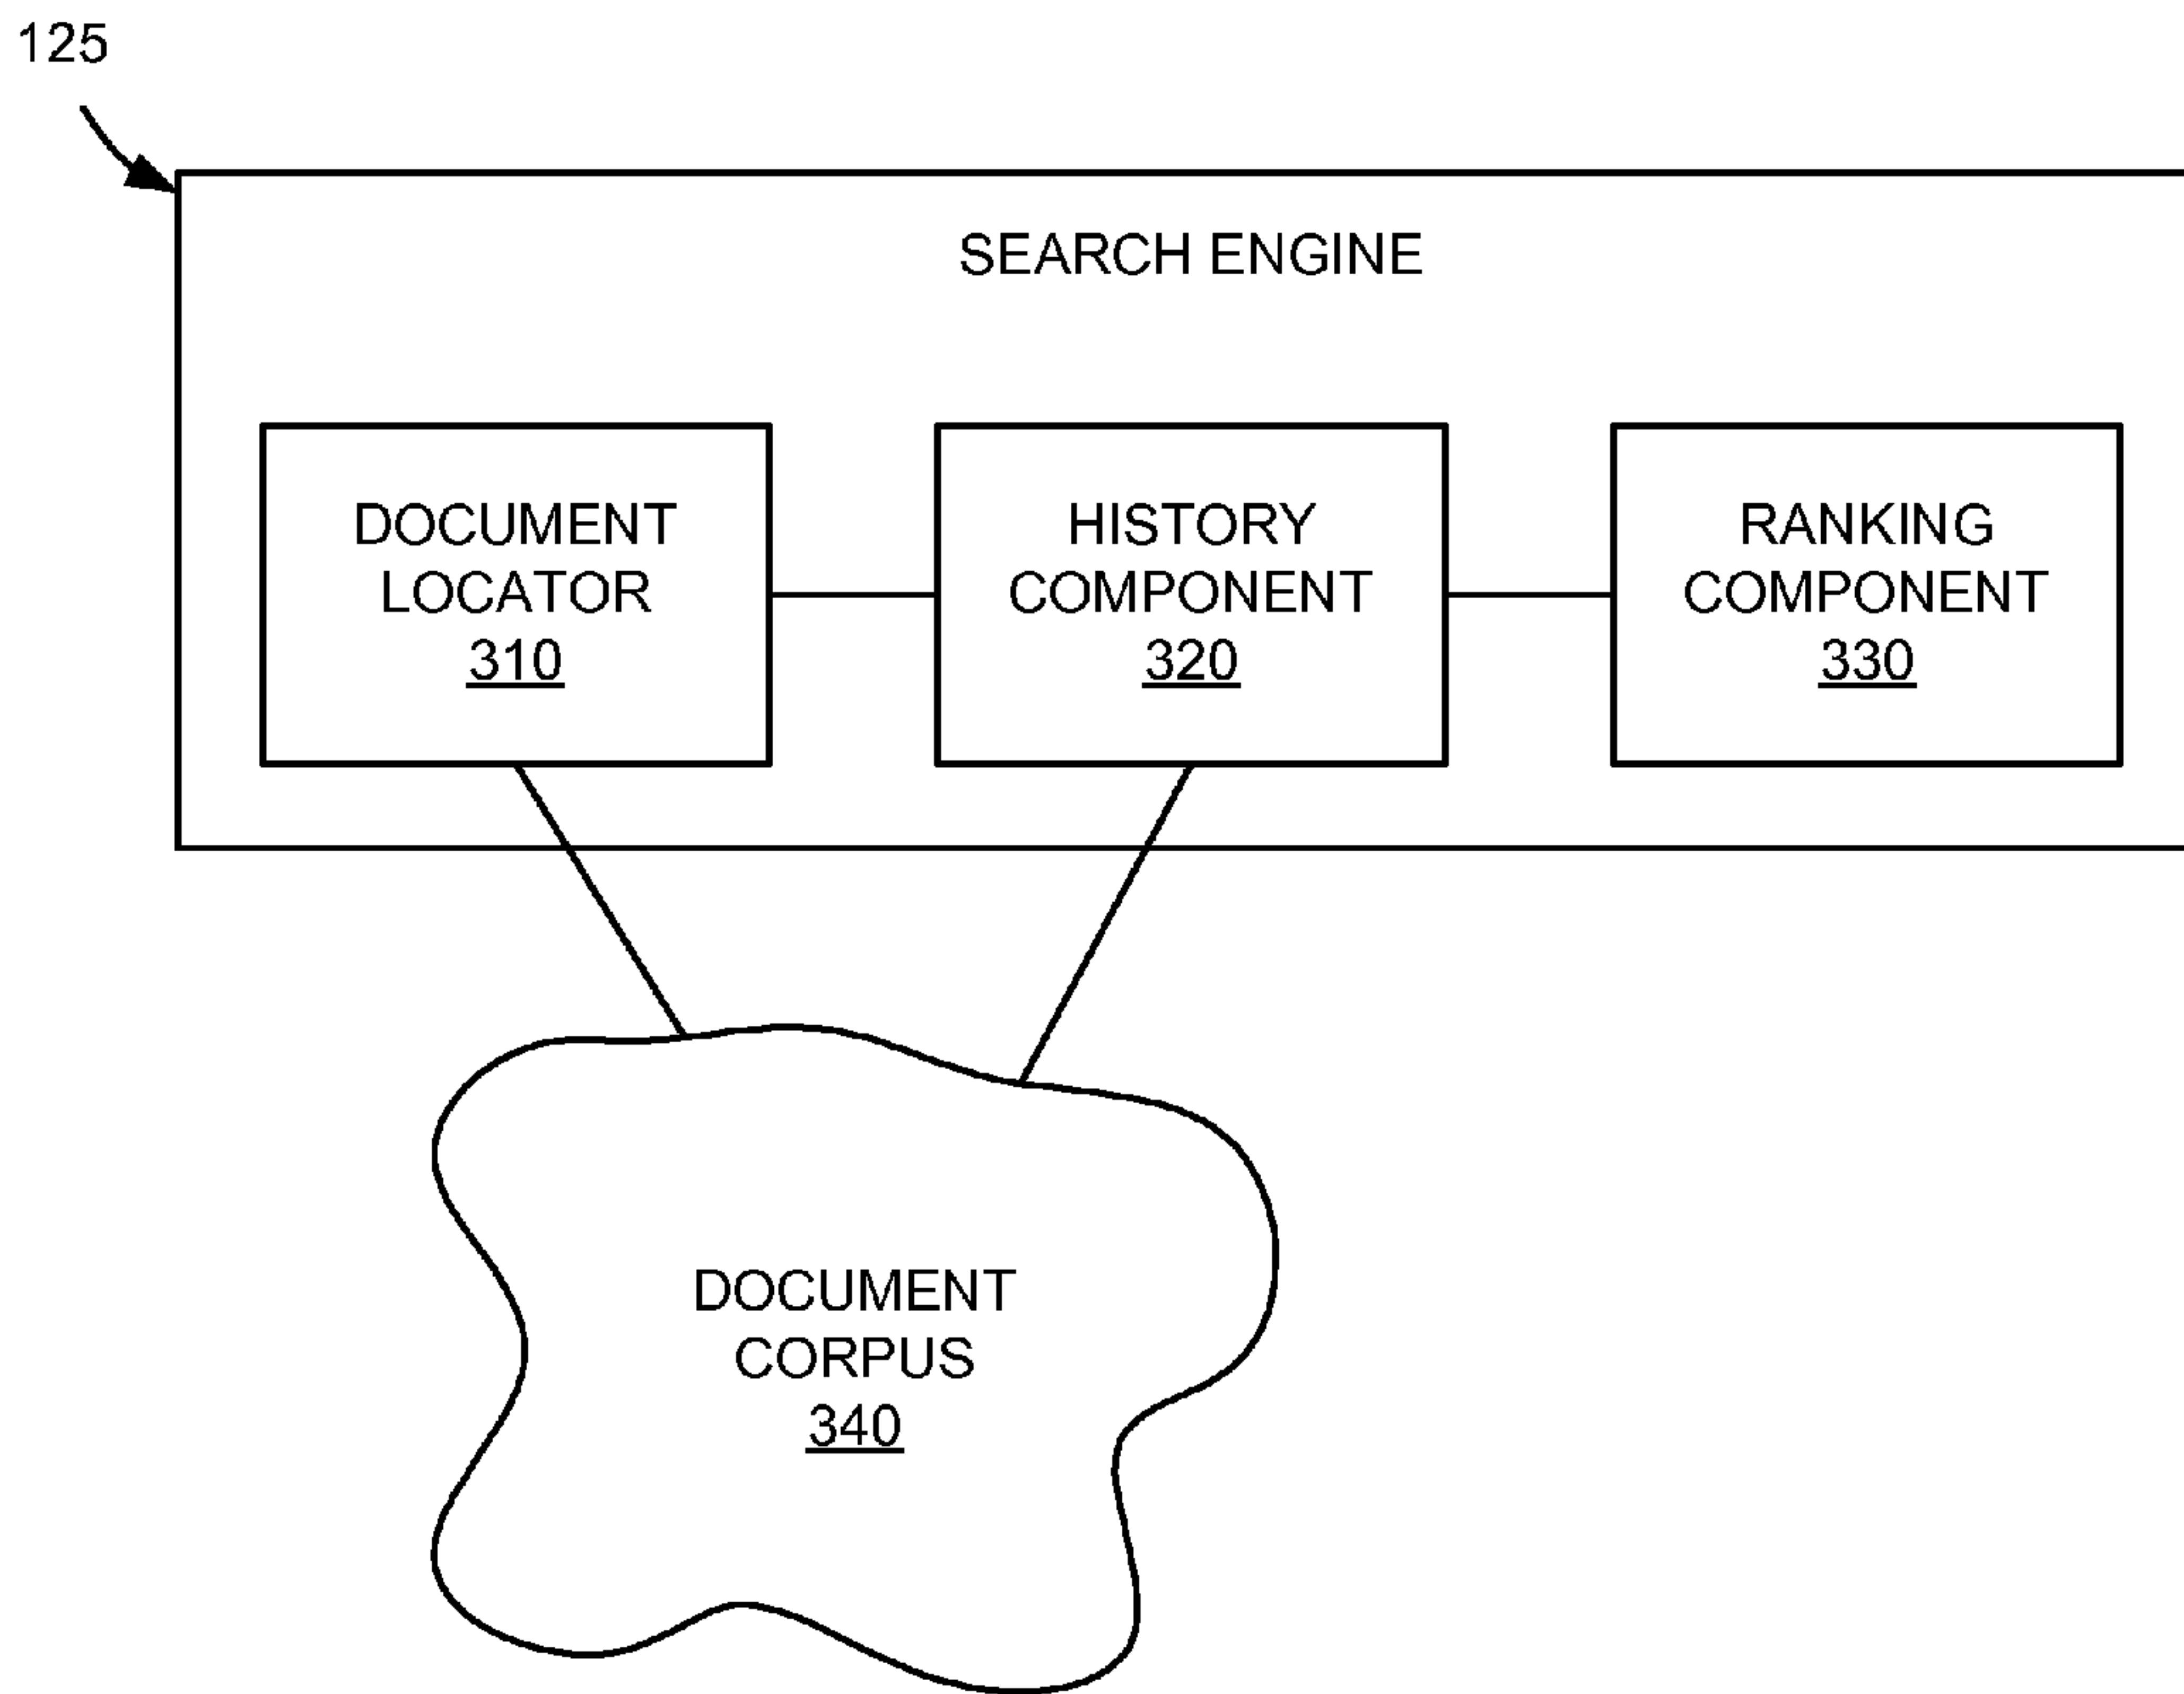 125
SEARCH ENGINE
DOCUMENT
LOCATOR
310
HISTORY
COMPONENT
320
RANKING
COMPONENT
330
DOCUMENT
CORPUS
340